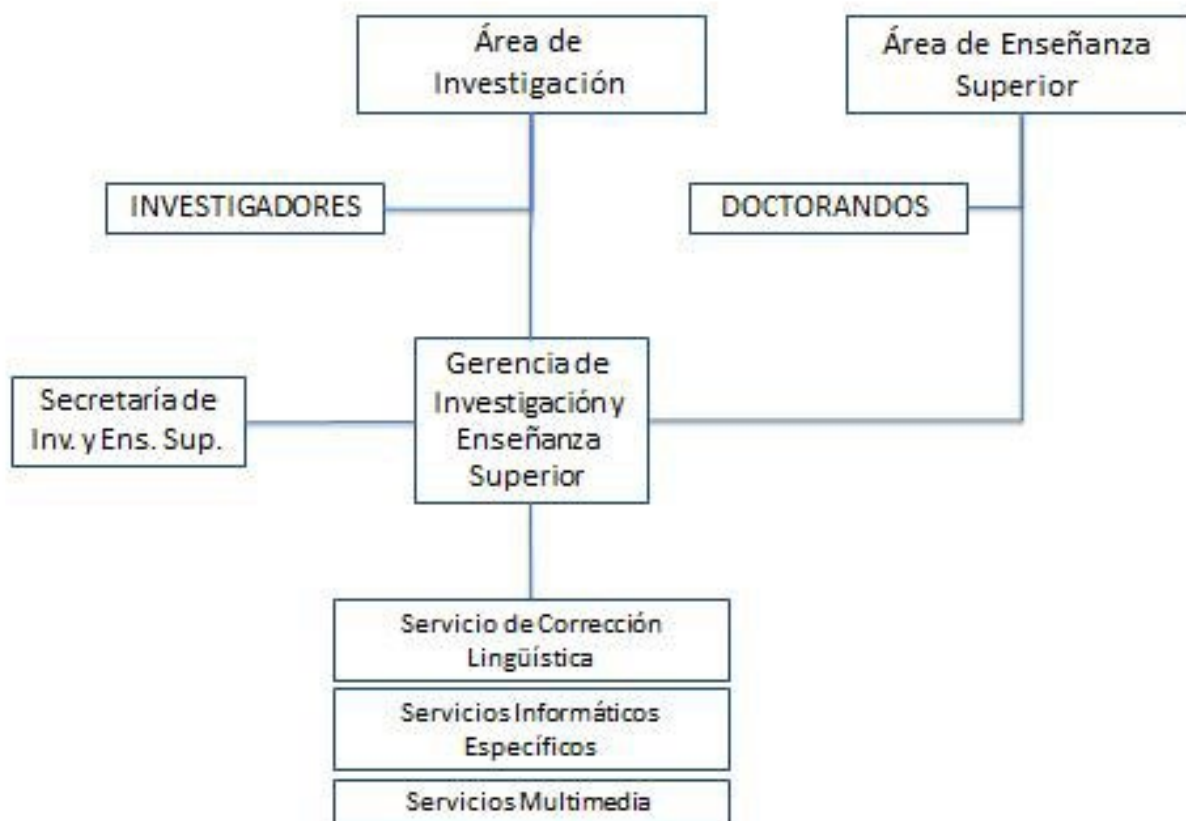 Área de
Investigación
Área de Enseñanza
Superior
INVESTIGADORES
DOCTORANDOS
Secretaría de
Inv. y Ens. Sup.
Gerencia de
Investigación y
Enseñanza
Superior
Servicio de Corrección
Lingüística
Servicios Informáticos
Específicos
Servicios Multimedia